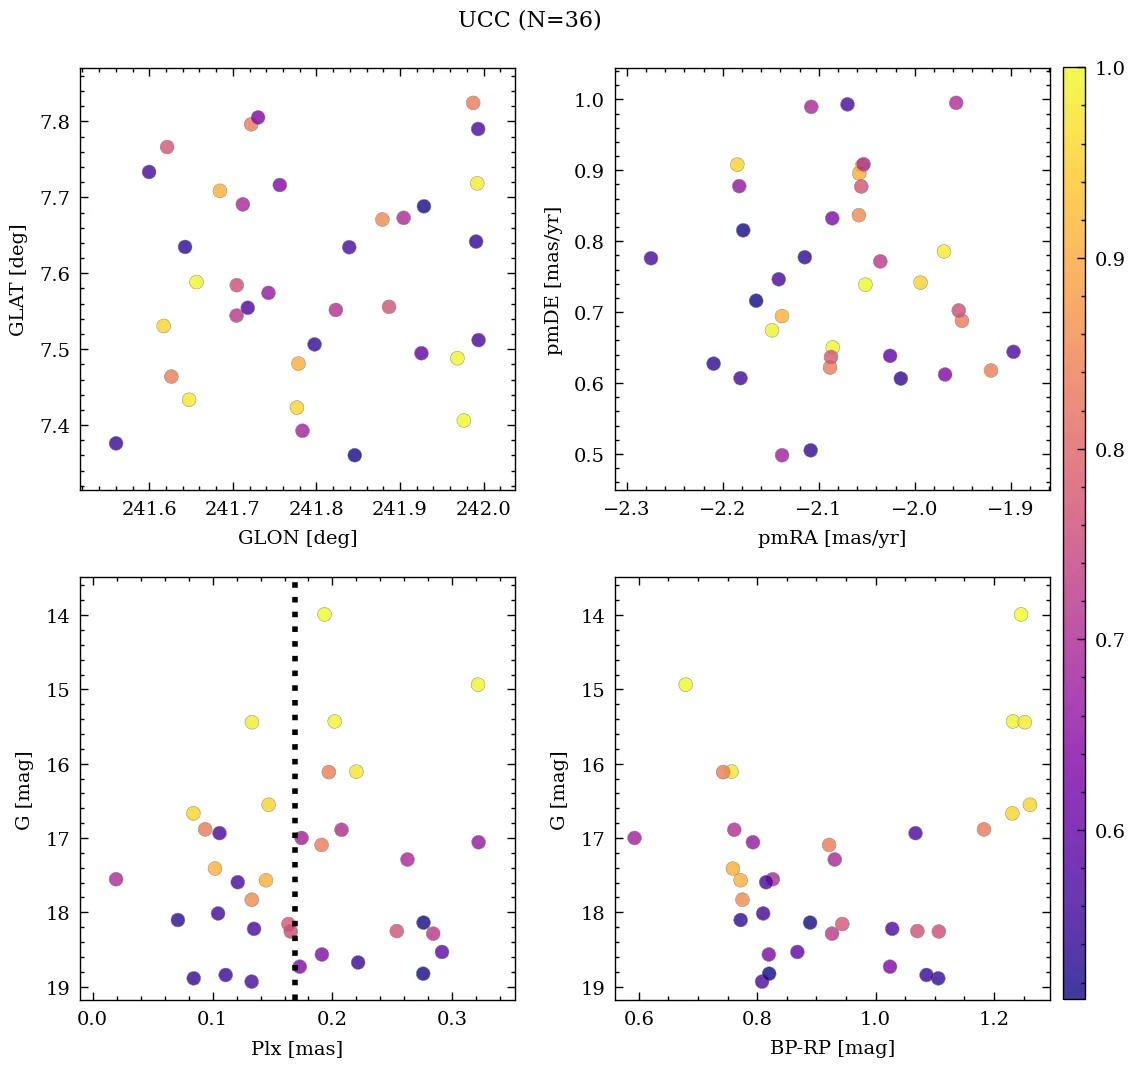 UCC (N=36)
7.8
7.7
7.6
7.5
7.4
GLAT [deg]
241.6 241.7 241.8 241.9 242.0
GLON [deg]
1.0
0.9
0.8
0.7
0.6
0.5
pmDE [mas/yr]
−2.3 −2.2 −2.1 −2.0 −1.9
pmRA [mas/yr]
14
15
16
17
18
19
G [mag]
0.0 0.1 0.2 0.3
Plx [mas]
14
15
16
17
18
19
G [mag]
0.6 0.8 1.0 1.2
BP-RP [mag]
1.0
0.9
0.8
0.7
0.6